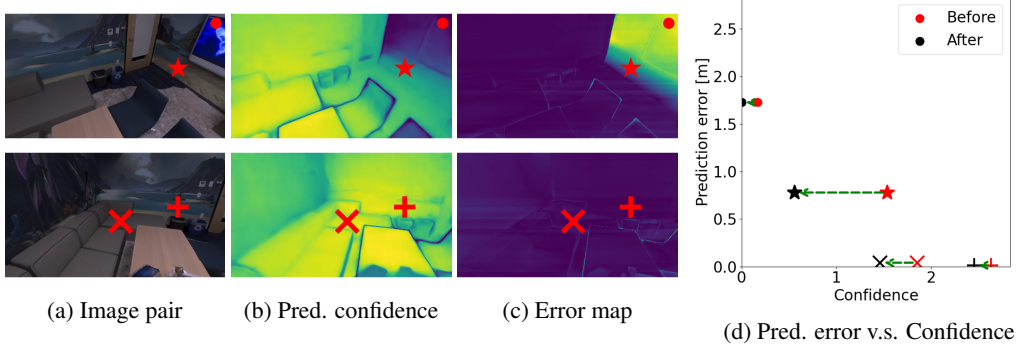 Before
After
Prediction error [m]
2.5
2.0
1.5
1.0
0.5
0.0
0
1
2
Confidence
(a) Image pair
(b) Pred. confidence
(c) Error map
(d) Pred. error v.s. Confidence